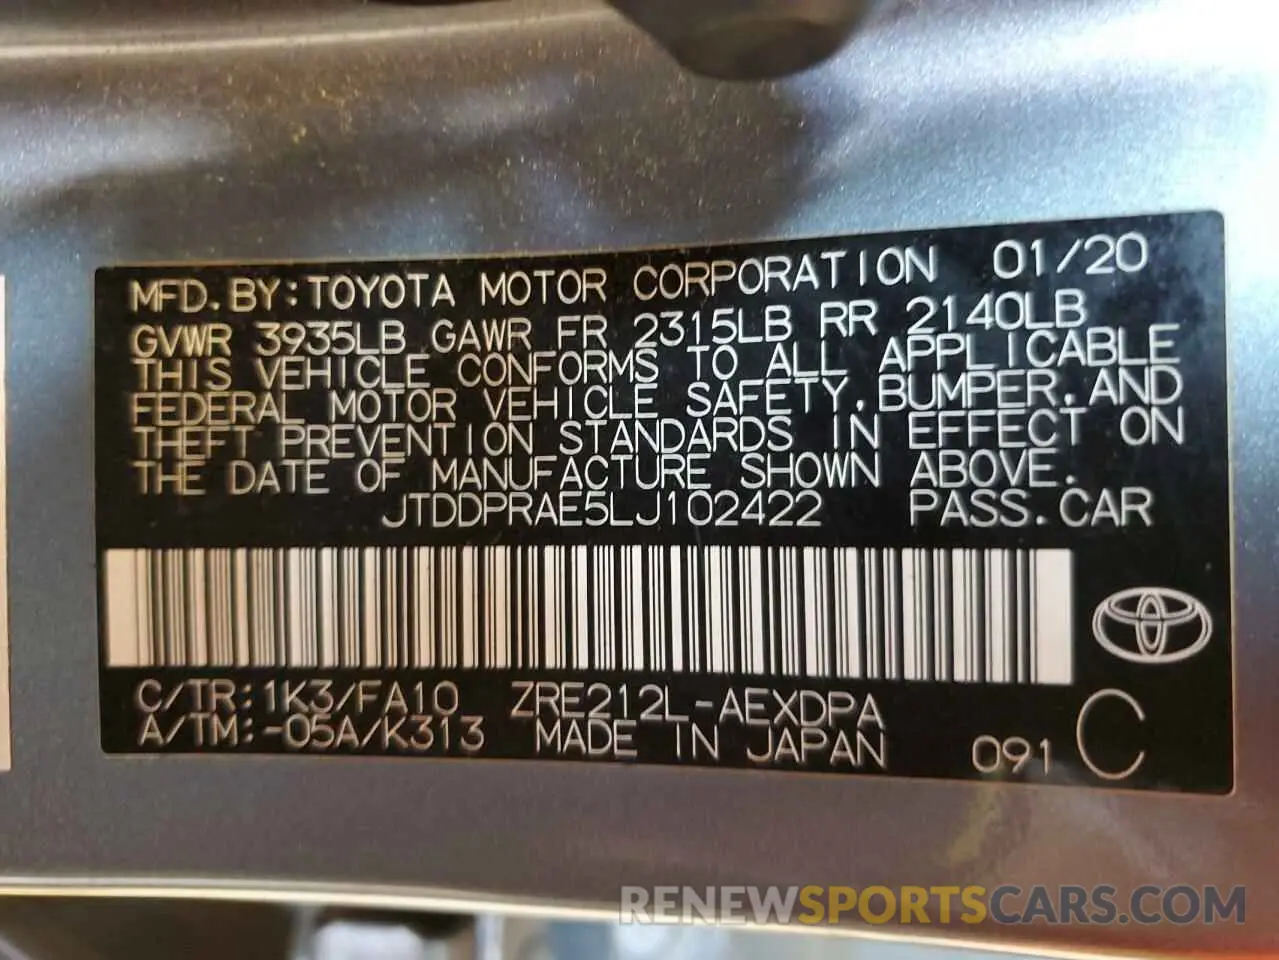 MFD.BY:TOYOTA MOTOR CORPORATION 01/20
GVWR 3935LB GAWR FR 2315LB RR 2140LB
THIS VEHICLE CONFORMS TO ALL APPLICABLE
FEDERAL MOTOR VEHICLE SAFETY,BUMPER,AND
THEFT PREVENTION STANDARDS IN EFFECT ON
THE DATE OF MANUFACTURE SHOWN ABOVE.
JTDDPRAE5LJ102422 PASS.CAR
C/TR:1K3/FA10 ZRE212L-AEXDPA
A/TM:-05A/K313 MADE IN JAPAN 091 C
RENEWSPORTSCARS.COM